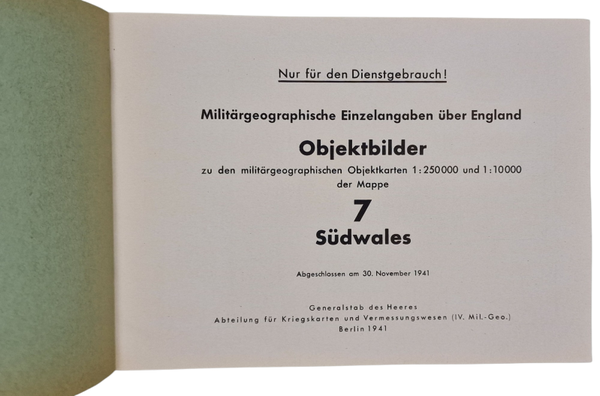 Nur für den Dienstgebrauch!
Militärgeographische Einzelangaben über England
Objektbilder
zu den militärgeographischen Objektkarten 1:250000 und 1:10000
der Mappe
7
Südwales
Abgeschlossen am 30. November 1941
Generalstab des Heeres
Abteilung für Kriegskarten und Vermessungswesen (IV. Mil.-Geo.)
Berlin 1941